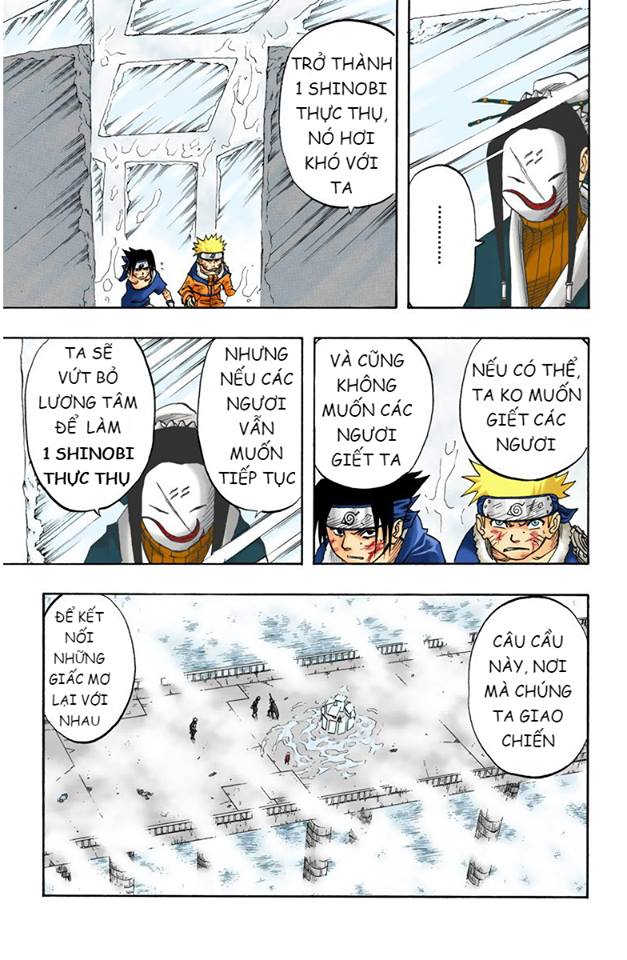 .........
TRỞ THÀNH
1 SHINOBI
THỰC THỤ,
NÓ HƠI
KHÓ VỚI
TA
NẾU CÓ THỂ,
TA KO MUỐN
GIẾT CÁC
NGƯƠI
VÀ CŨNG
KHÔNG
MUỐN CÁC
NGƯƠI
GIẾT TA
NHƯNG
NẾU CÁC
NGƯƠI
VẪN
MUỐN
TIẾP TỤC
TA SẼ
VỨT BỎ
LƯƠNG TÂM
ĐỂ LÀM
1 SHINOBI
THỰC THỤ
CÂU CẦU
NÀY, NƠI
MÀ CHÚNG
TA GIAO
CHIẾN
ĐỂ KẾT
NỐI
NHỮNG
GIẤC MƠ
LẠI VỚI
NHAU